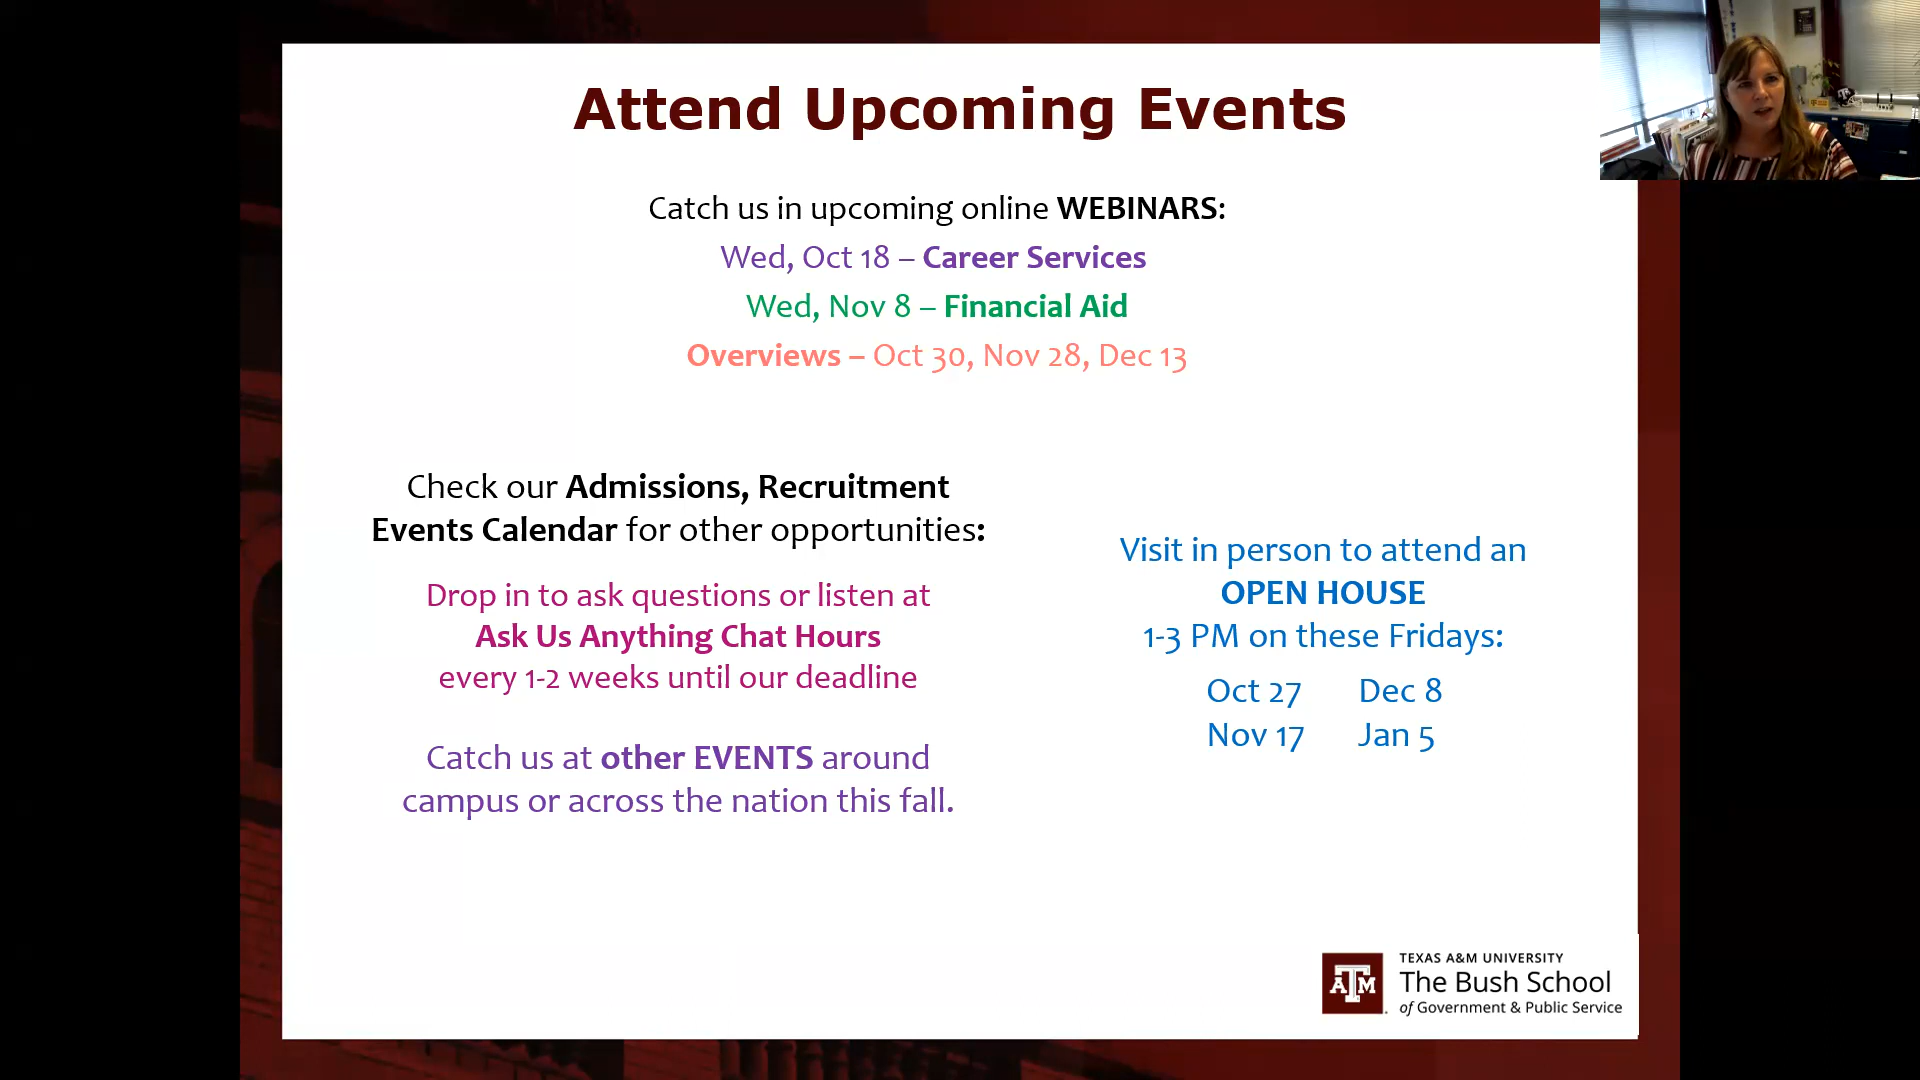 Attend Upcoming Events
Catch us in upcoming online WEBINARS:
Wed, Oct 18 – Career Services
Wed, Nov 8 – Financial Aid
Overviews – Oct 30, Nov 28, Dec 13
Check our Admissions, Recruitment
Events Calendar for other opportunities:
Drop in to ask questions or listen at
Ask Us Anything Chat Hours
every 1-2 weeks until our deadline
Catch us at other EVENTS around
campus or across the nation this fall.
Visit in person to attend an
OPEN HOUSE
1-3 PM on these Fridays:
Oct 27 Dec 8
Nov 17 Jan 5
ATM
TEXAS A&M UNIVERSITY
The Bush School
of Government & Public Service